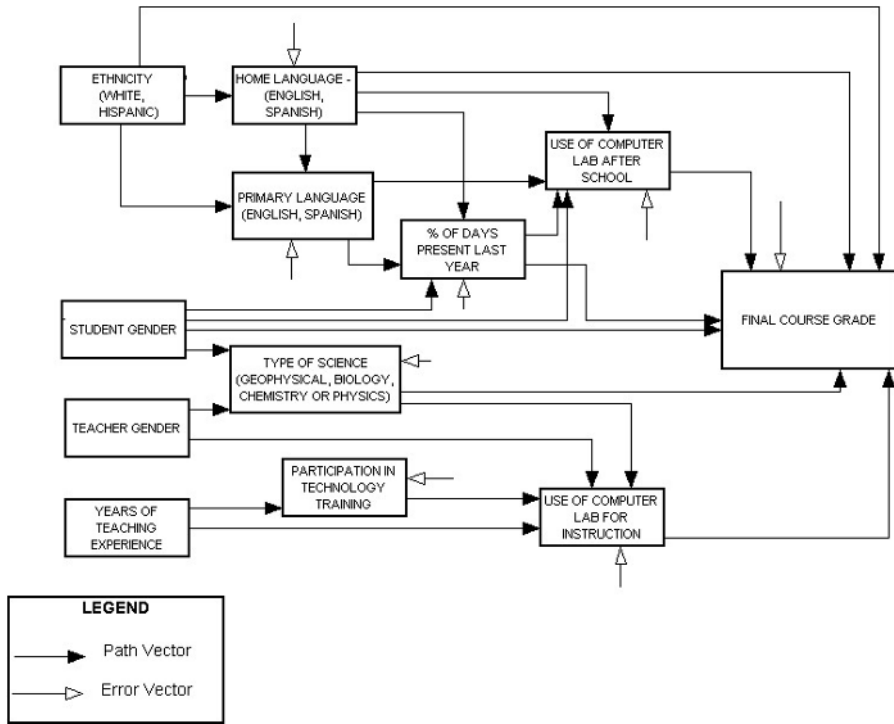 ETHNICITY
(WHITE,
HISPANIC)
HOME LANGUAGE -
(ENGLISH,
SPANISH)
USE OF COMPUTER
LAB AFTER
SCHOOL
PRIMARY LANGUAGE
(ENGLISH, SPANISH)
% OF DAYS
PRESENT LAST
YEAR
FINAL COURSE GRADE
STUDENT GENDER
TYPE OF SCIENCE
(GEOPHYSICAL, BIOLOGY,
CHEMISTRY OR PHYSICS)
TEACHER GENDER
PARTICIPATION IN
TECHNOLOGY
TRAINING
USE OF COMPUTER
LAB FOR
INSTRUCTION
YEARS OF
TEACHING
EXPERIENCE
LEGEND
Path Vector
Error Vector